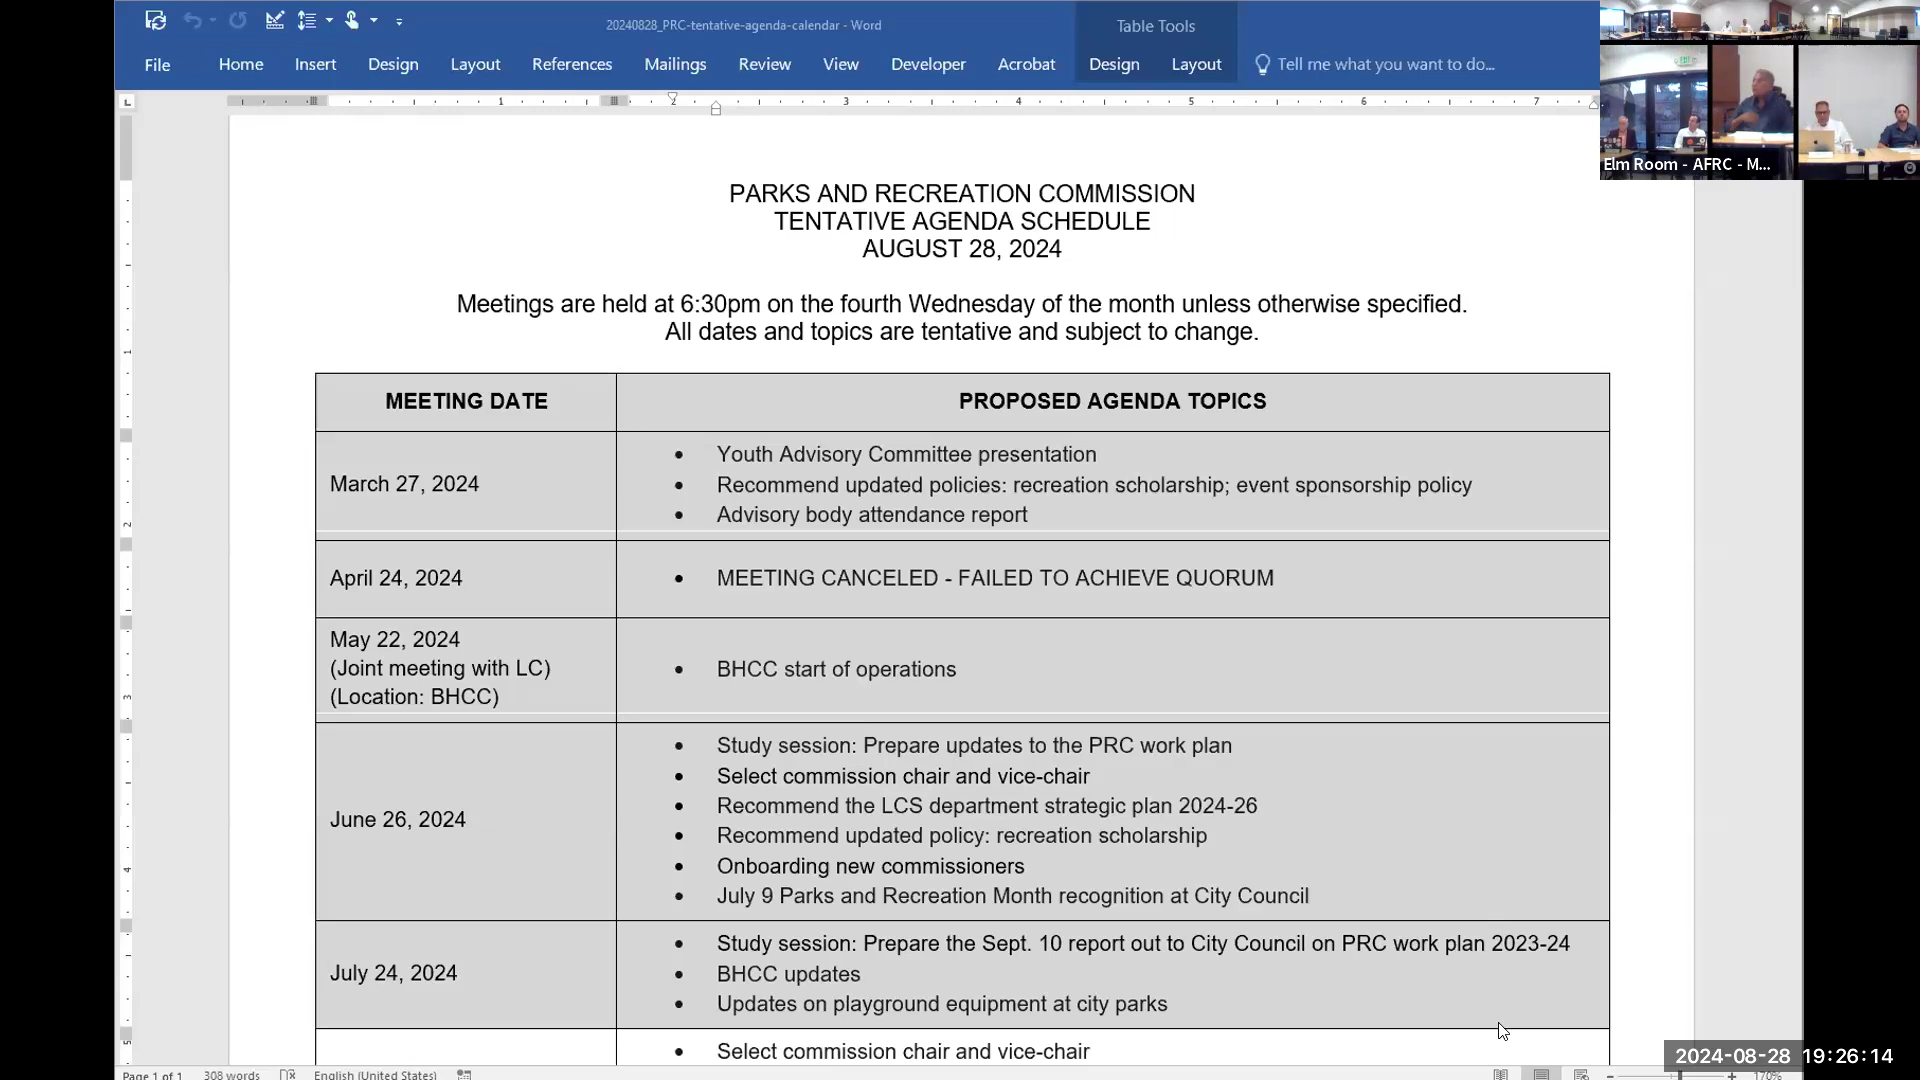 20240828_PRC-tentative-agenda-calendar - Word
Table Tools
File Home Insert Design Layout References Mailings Review View Developer Acrobat Design Layout Tell me what you want to do...
Elm Room - AFRC - M...
1 2 3 4 5 6 7
PARKS AND RECREATION COMMISSION
TENTATIVE AGENDA SCHEDULE
AUGUST 28, 2024
Meetings are held at 6:30pm on the fourth Wednesday of the month unless otherwise specified.
All dates and topics are tentative and subject to change.
MEETING DATE
PROPOSED AGENDA TOPICS
March 27, 2024
• Youth Advisory Committee presentation
• Recommend updated policies: recreation scholarship; event sponsorship policy
• Advisory body attendance report
April 24, 2024
• MEETING CANCELED - FAILED TO ACHIEVE QUORUM
May 22, 2024
(Joint meeting with LC)
(Location: BHCC)
• BHCC start of operations
June 26, 2024
• Study session: Prepare updates to the PRC work plan
• Select commission chair and vice-chair
• Recommend the LCS department strategic plan 2024-26
• Recommend updated policy: recreation scholarship
• Onboarding new commissioners
• July 9 Parks and Recreation Month recognition at City Council
July 24, 2024
• Study session: Prepare the Sept. 10 report out to City Council on PRC work plan 2023-24
• BHCC updates
• Updates on playground equipment at city parks
• Select commission chair and vice-chair
2024-08-28 19:26:14
Page 1 of 1 308 words English (United States) 170%